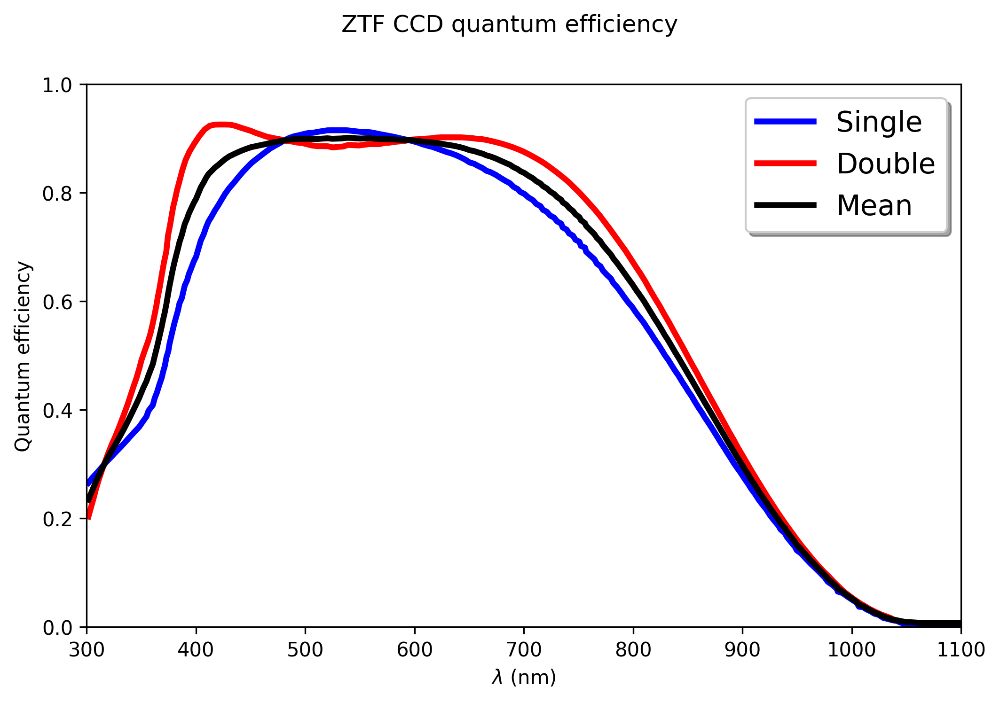 ZTF CCD quantum efficiency
1.0
0.8
0.6
0.4
0.2
0.0
Quantum efficiency
Single
Double
Mean
300 400 500 600 700 800 900 1000 1100
λ (nm)